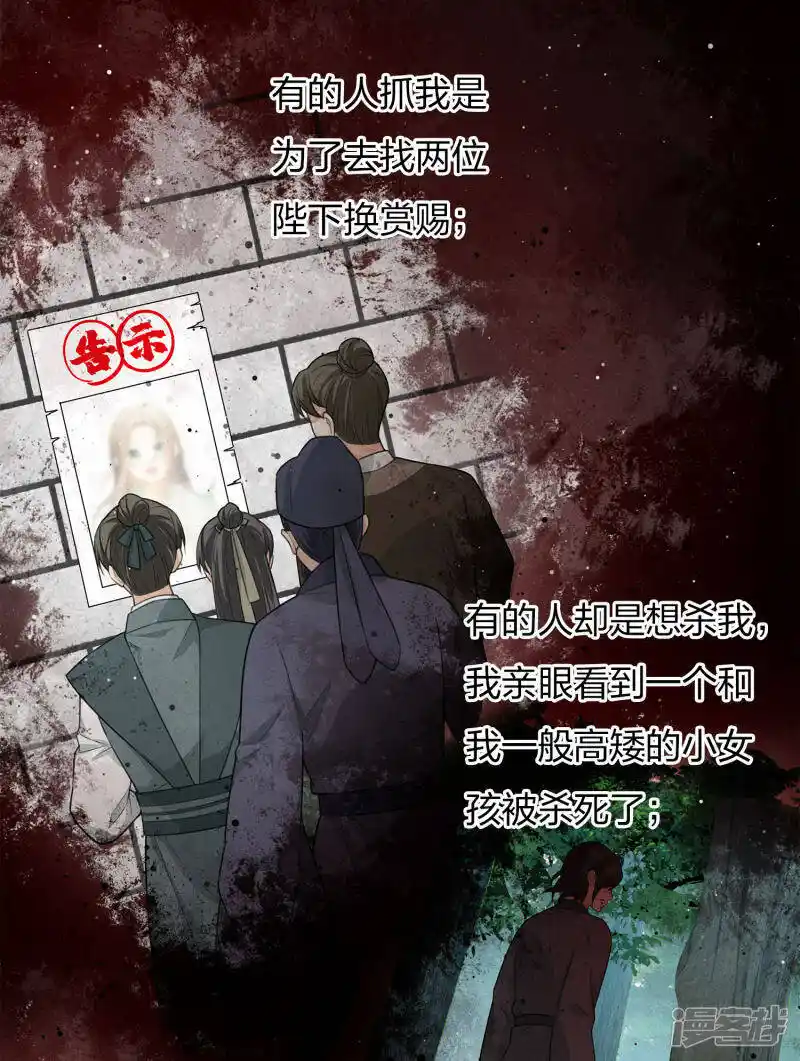 有的人抓我是
为了去找两位
陛下换赏赐；
告示
有的人却是想杀我，
我亲眼看到一个和
我一般高矮的小女
孩被杀死了；
漫客栈